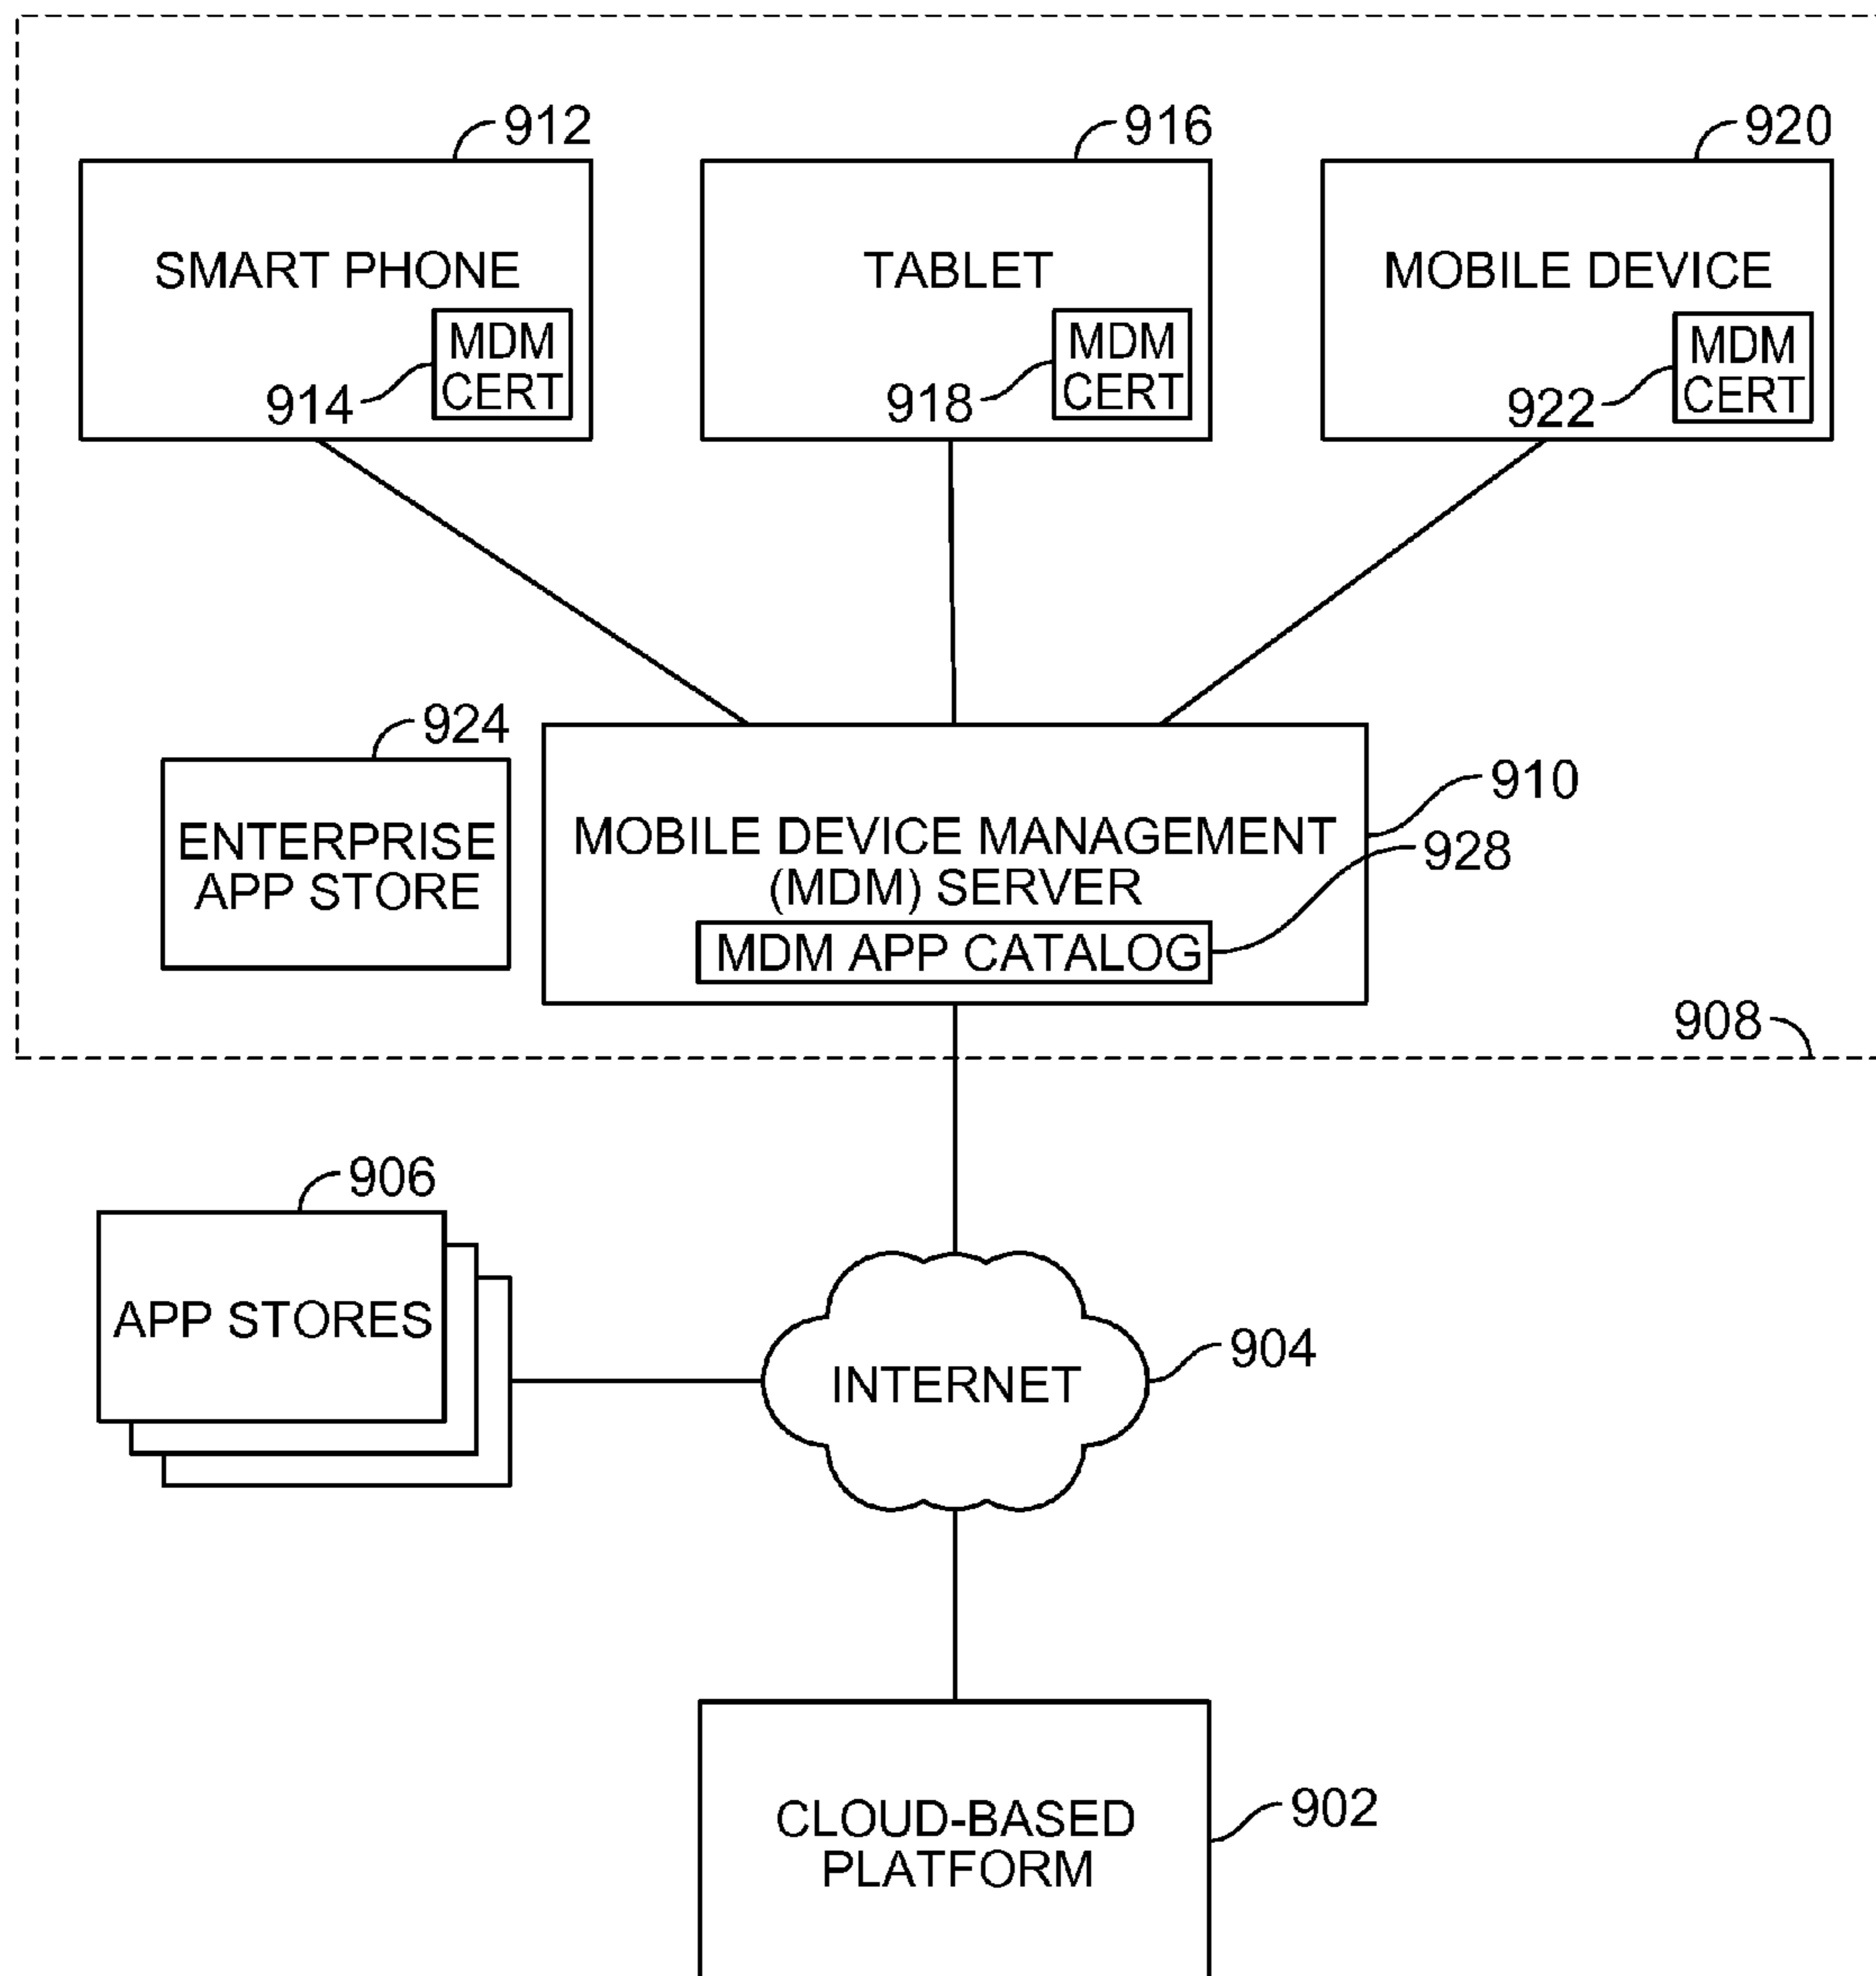 912
916
920
SMART PHONE
TABLET
MOBILE DEVICE
MDM
CERT
914
MDM
CERT
918
MDM
CERT
922
924
ENTERPRISE
APP STORE
MOBILE DEVICE MANAGEMENT
(MDM) SERVER
MDM APP CATALOG
910
928
908
906
APP STORES
INTERNET
904
CLOUD-BASED
PLATFORM
902